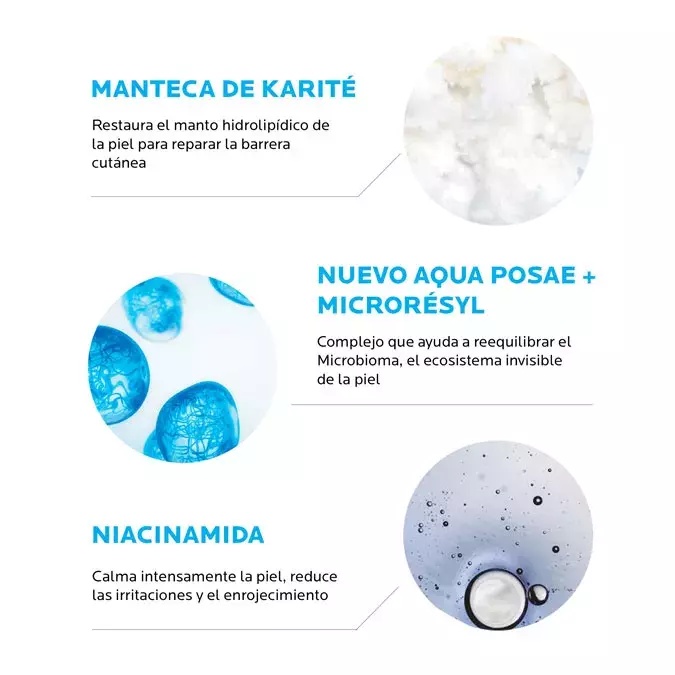 MANTECA DE KARITÉ
Restaura el manto hidrolipídico de
la piel para reparar la barrera
cutánea
NUEVO AQUA POSAE +
MICRORÉSYL
Complejo que ayuda a reequilibrar el
Microbioma, el ecosistema invisible
de la piel
NIACINAMIDA
Calma intensamente la piel, reduce
las irritaciones y el enrojecimiento